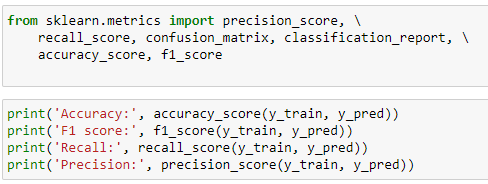 from sklearn.metrics import precision_score, \
    recall_score, confusion_matrix, classification_report, \
    accuracy_score, f1_score
print('Accuracy:', accuracy_score(y_train, y_pred))
print('F1 score:', f1_score(y_train, y_pred))
print('Recall:', recall_score(y_train, y_pred))
print('Precision:', precision_score(y_train, y_pred))